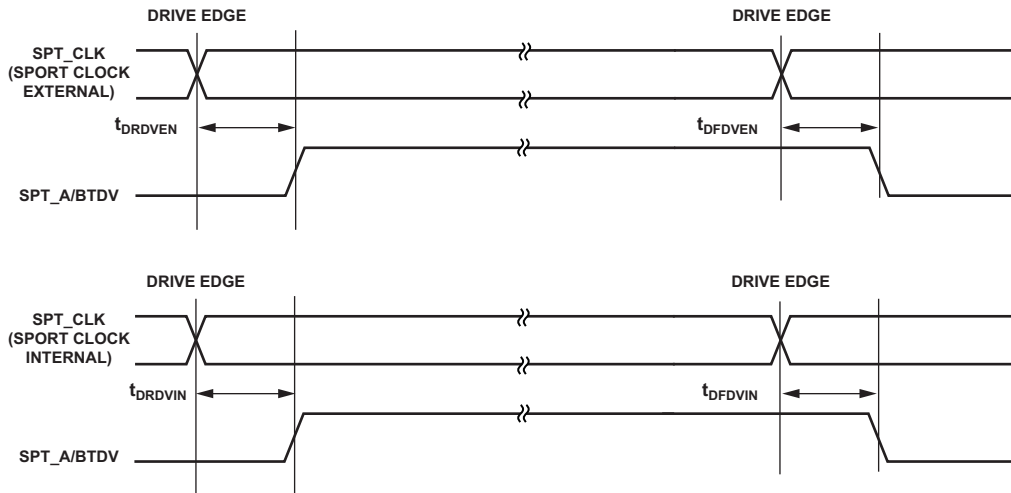 DRIVE EDGE
DRIVE EDGE
SPT_CLK
(SPORT CLOCK
EXTERNAL)
tDRDVEN
tDFDVEN
SPT_A/BTDV
DRIVE EDGE
DRIVE EDGE
SPT_CLK
(SPORT CLOCK
INTERNAL)
tDRDVIN
tDFDVIN
SPT_A/BTDV